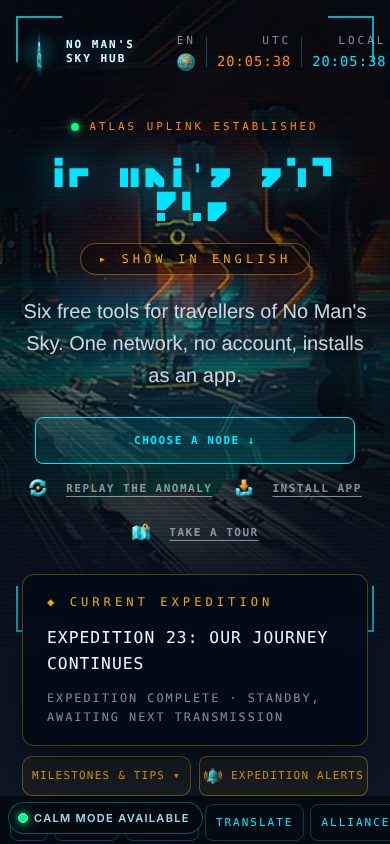 NO MAN'S
SKY HUB
EN
UTC
20:05:38
LOCAL
20:05:38
ATLAS UPLINK ESTABLISHED
▸ SHOW IN ENGLISH
Six free tools for travellers of No Man's
Sky. One network, no account, installs
as an app.
CHOOSE A NODE ↓
REPLAY THE ANOMALY
INSTALL APP
TAKE A TOUR
◆ CURRENT EXPEDITION
EXPEDITION 23: OUR JOURNEY
CONTINUES
EXPEDITION COMPLETE · STANDBY,
AWAITING NEXT TRANSMISSION
MILESTONES & TIPS ▾
EXPEDITION ALERTS
CALM MODE AVAILABLE
TRANSLATE
ALLIANCE